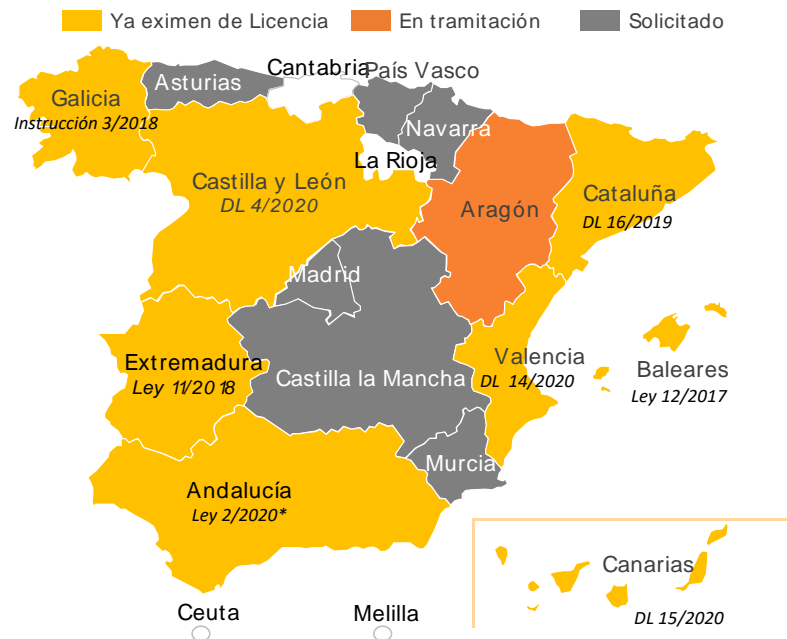 Ya eximen de Licencia
En tramitación
Solicitado
Cantabria
País Vasco
Asturias
Galicia
Instrucción 3/2018
Navarra
La Rioja
Castilla y León
DL 4/2020
Aragón
Cataluña
DL 16/2019
Madrid
Extremadura
Ley 11/2018
Castilla la Mancha
Valencia
DL 14/2020
Baleares
Ley 12/2017
Murcia
Andalucía
Ley 2/2020*
Canarias
DL 15/2020
Ceuta
Melilla